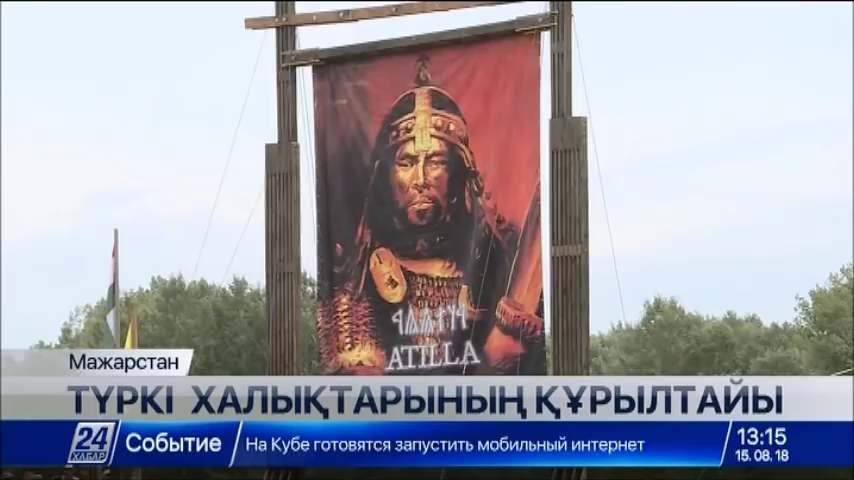 ATILLA
Мажарстан
ТҮРКІ ХАЛЫҚТАРЫНЫҢ ҚҰРЫЛТАЙЫ
24 ХАБАР
Событие
На Кубе готовятся запустить мобильный интернет
13:15
15.08.18